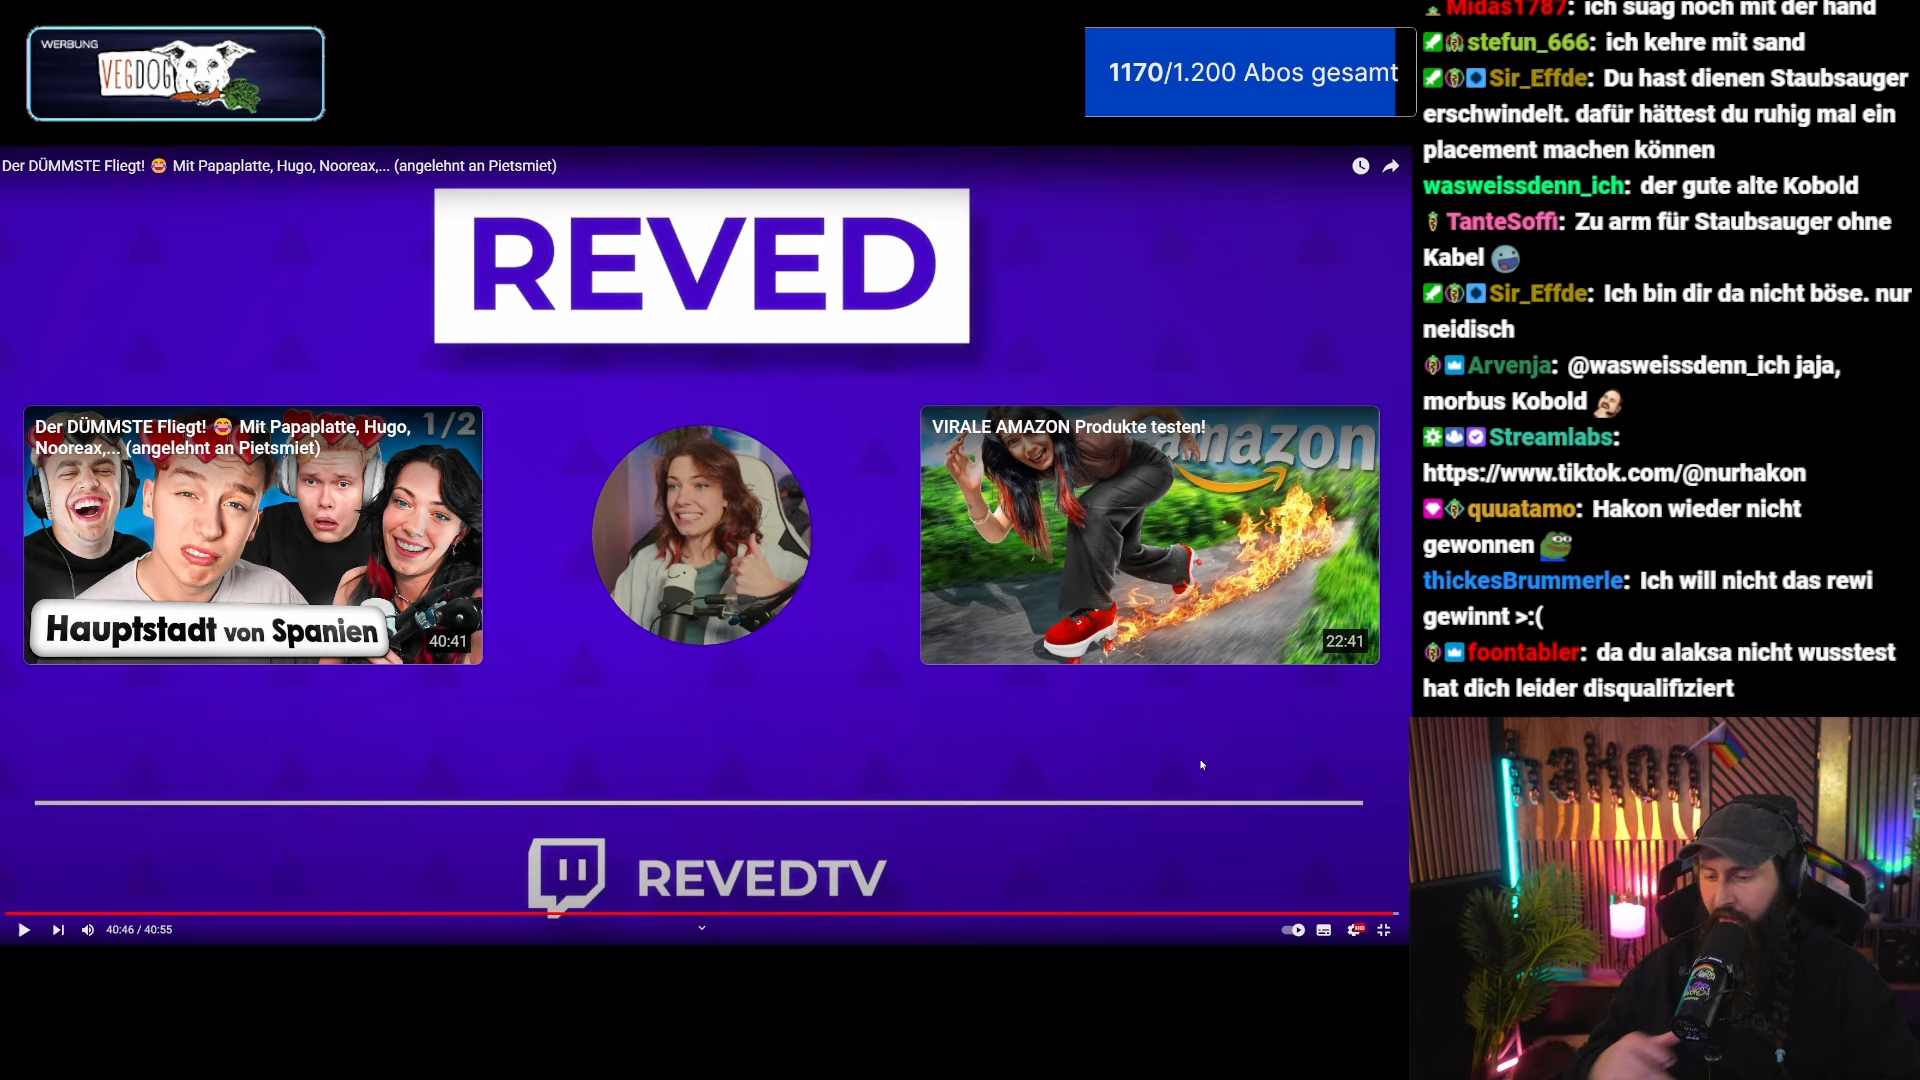 WERBUNG
VEGDOG
1170/1.200 Abos gesamt
Der DÜMMSTE Fliegt! 😂 Mit Papaplatte, Hugo, Nooreax,... (angelehnt an Pietsmiet)
REVED
Der DÜMMSTE Fliegt! 😂 Mit Papaplatte, Hugo,
Nooreax,... (angelehnt an Pietsmiet)
1/2
Hauptstadt von Spanien
40:41
VIRALE AMAZON Produkte testen!
amazon
22:41
REVEDTV
40:46 / 40:55
HD
Midas1787: ich suag noch mit der hand
stefun_666: ich kehre mit sand
Sir_Effde: Du hast dienen Staubsauger
erschwindelt. dafür hättest du ruhig mal ein
placement machen können
wasweissdenn_ich: der gute alte Kobold
TanteSoffi: Zu arm für Staubsauger ohne
Kabel
Sir_Effde: Ich bin dir da nicht böse. nur
neidisch
Arvenja: @wasweissdenn_ich jaja,
morbus Kobold
Streamlabs:
https://www.tiktok.com/@nurhakon
quuatamo: Hakon wieder nicht
gewonnen
thickesBrummerle: Ich will nicht das rewi
gewinnt >:(
foontabler: da du alaksa nicht wusstest
hat dich leider disqualifiziert
hakon